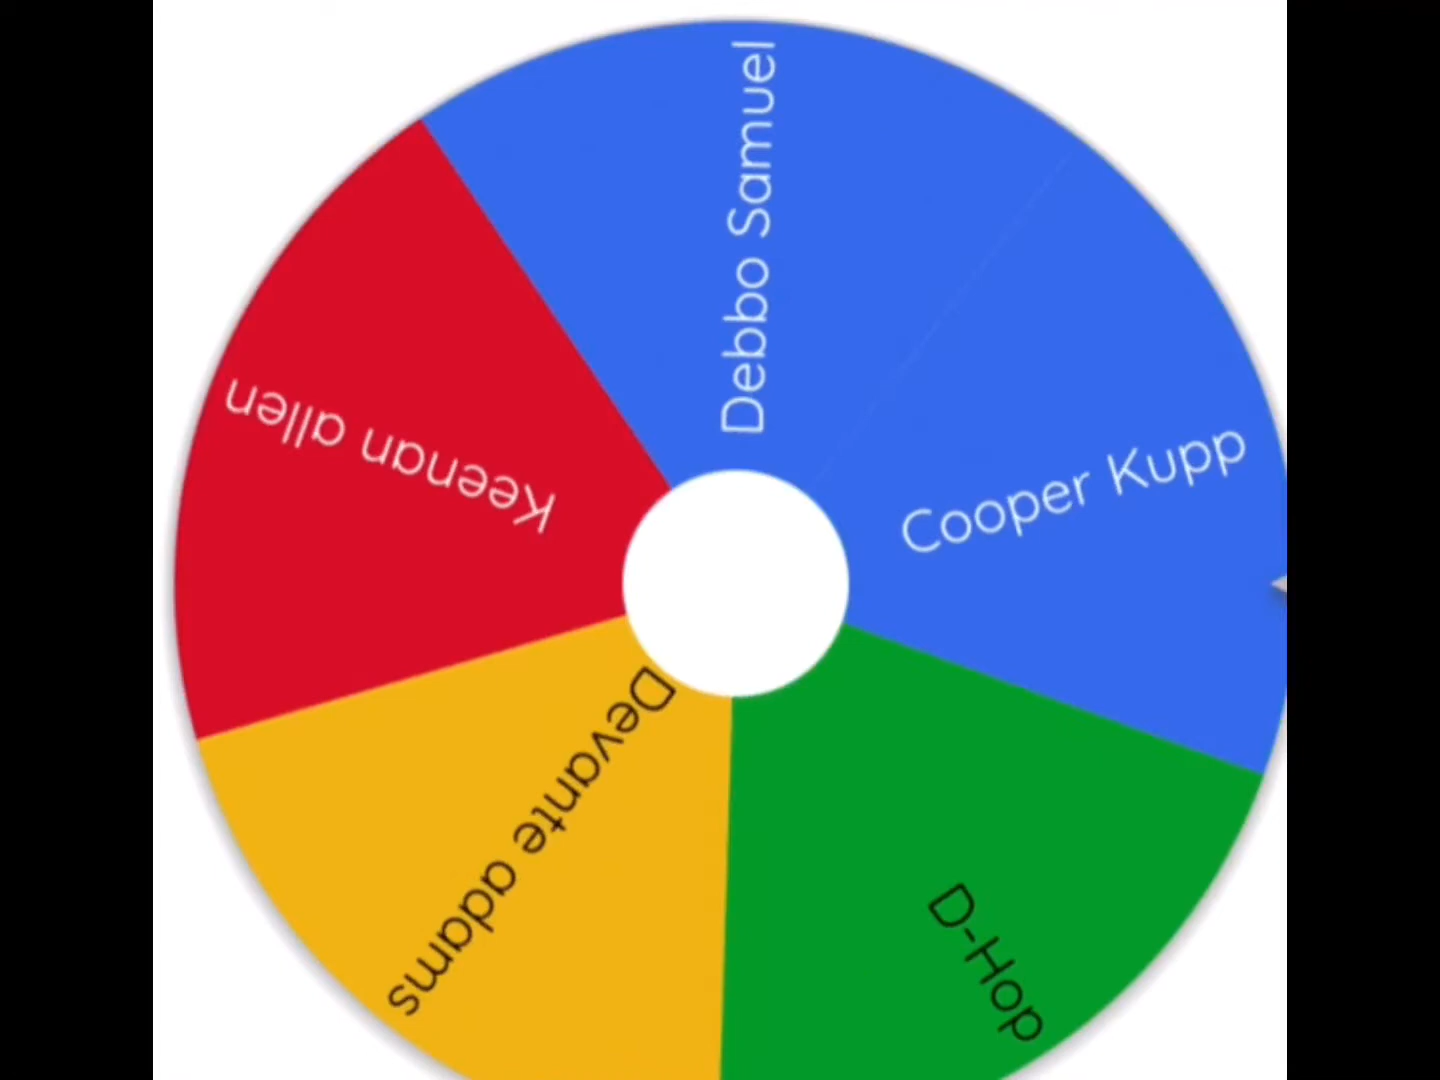 Debbo Samuel
Cooper Kupp
Keenan allen
Devante adams
D-Hop